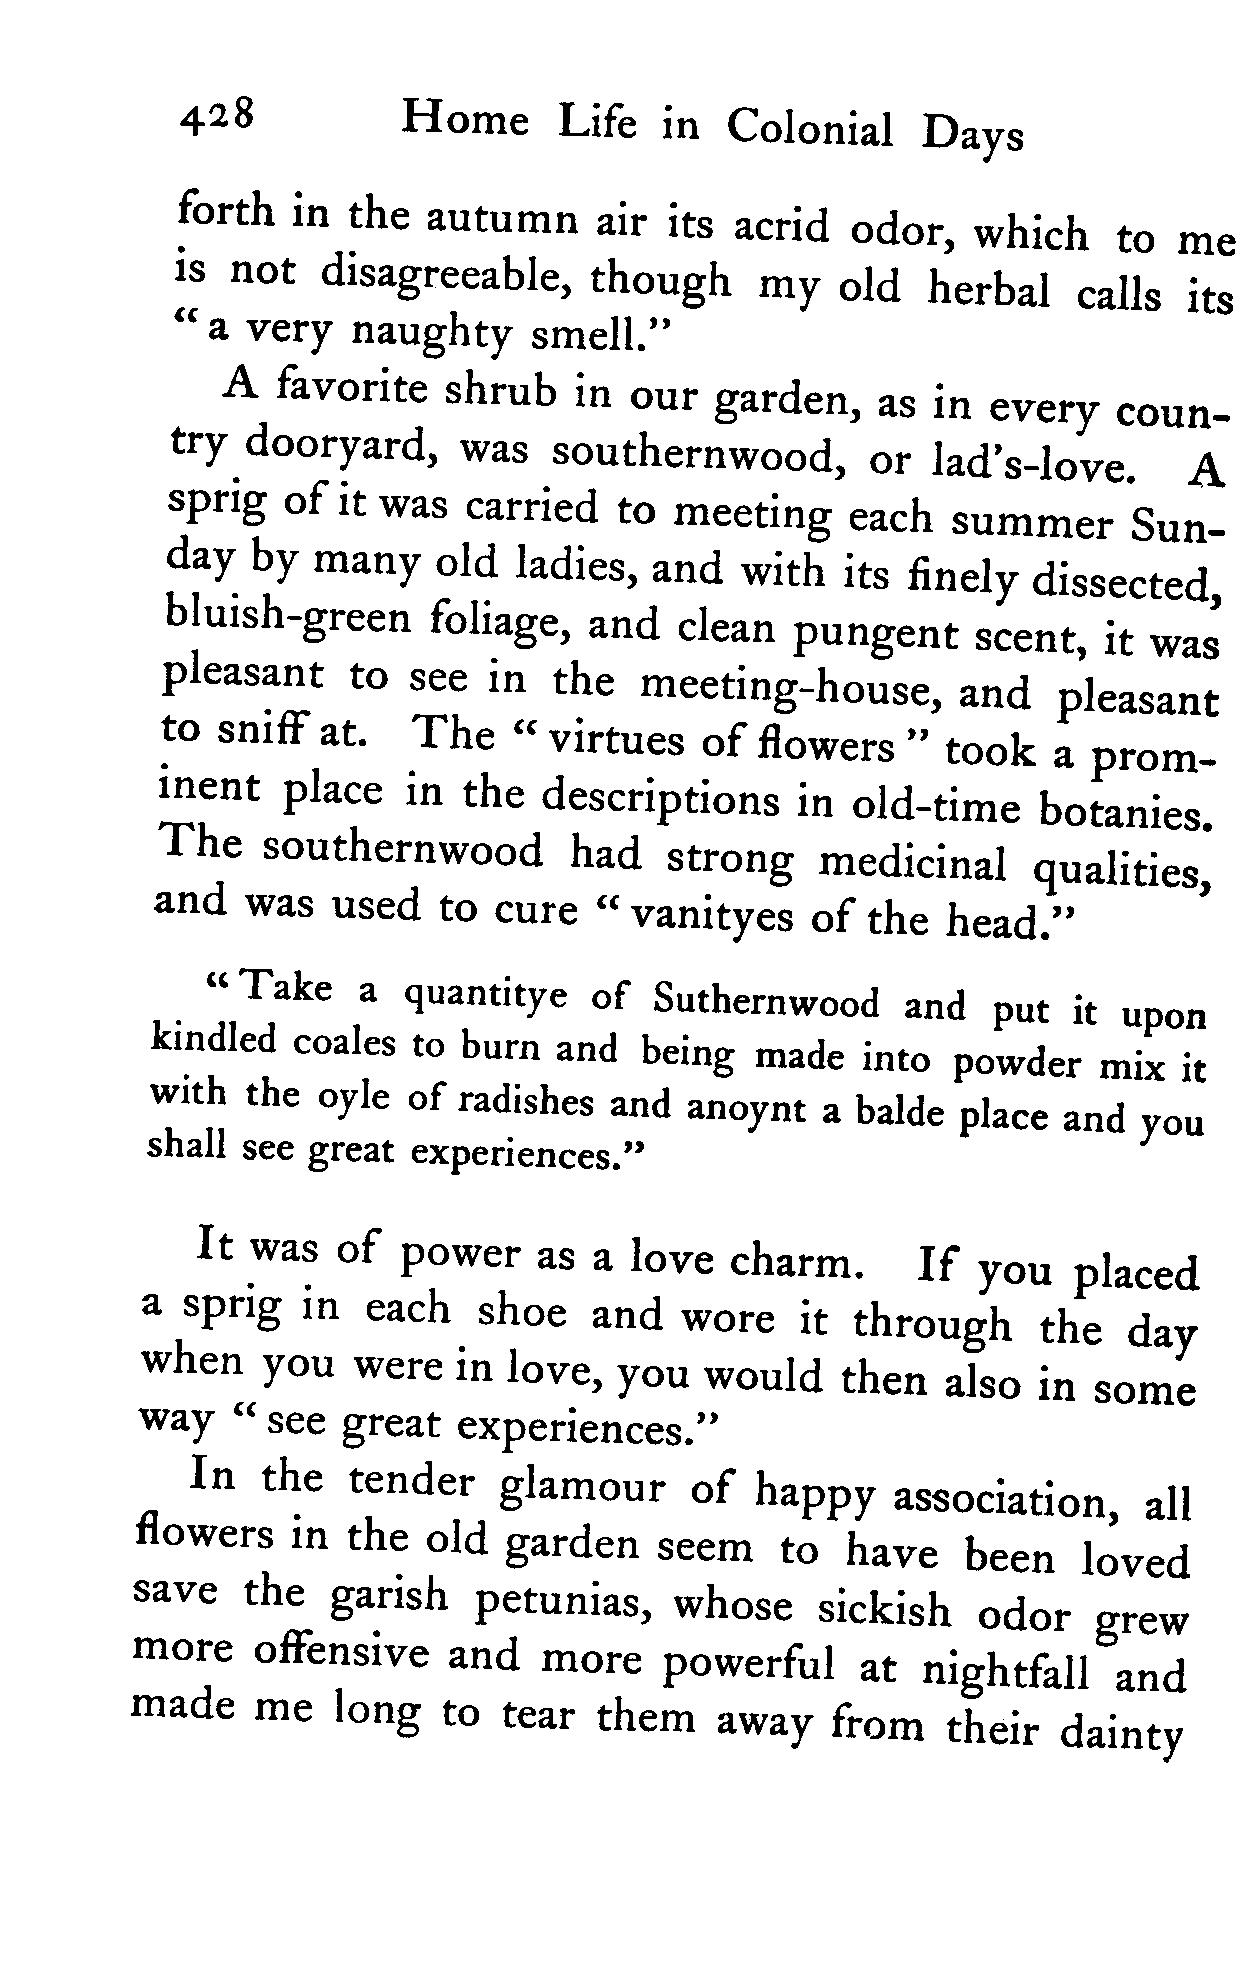 428 Home Life in Colonial Days
forth in the autumn air its acrid odor, which to me
is not disagreeable, though my old herbal calls its
“ a very naughty smell.”
A favorite shrub in our garden, as in every coun-
try dooryard, was southernwood, or lad's-love. A
sprig of it was carried to meeting each summer Sun-
day by many old ladies, and with its finely dissected,
bluish-green foliage, and clean pungent scent, it was
pleasant to see in the meeting-house, and pleasant
to sniff at. The “ virtues of flowers ” took a prom-
inent place in the descriptions in old-time botanies.
The southernwood had strong medicinal qualities,
and was used to cure “ vanityes of the head.”
“ Take a quantitye of Suthernwood and put it upon
kindled coales to burn and being made into powder mix it
with the oyle of radishes and anoynt a balde place and you
shall see great experiences.”
It was of power as a love charm. If you placed
a sprig in each shoe and wore it through the day
when you were in love, you would then also in some
way “ see great experiences.”
In the tender glamour of happy association, all
flowers in the old garden seem to have been loved
save the garish petunias, whose sickish odor grew
more offensive and more powerful at nightfall and
made me long to tear them away from their dainty